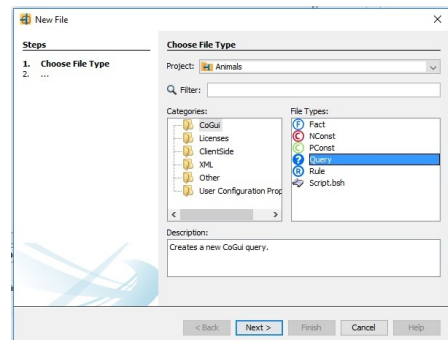 New File
Steps
1. Choose File Type
2. ...
Choose File Type
Project: Animals
Filter:
Categories:
CoGui
Licenses
ClientSide
XML
Other
User Configuration Prop
File Types:
Fact
NConst
PConst
Query
Rule
Script.bsh
Description:
Creates a new CoGui query.
< Back Next > Finish Cancel Help